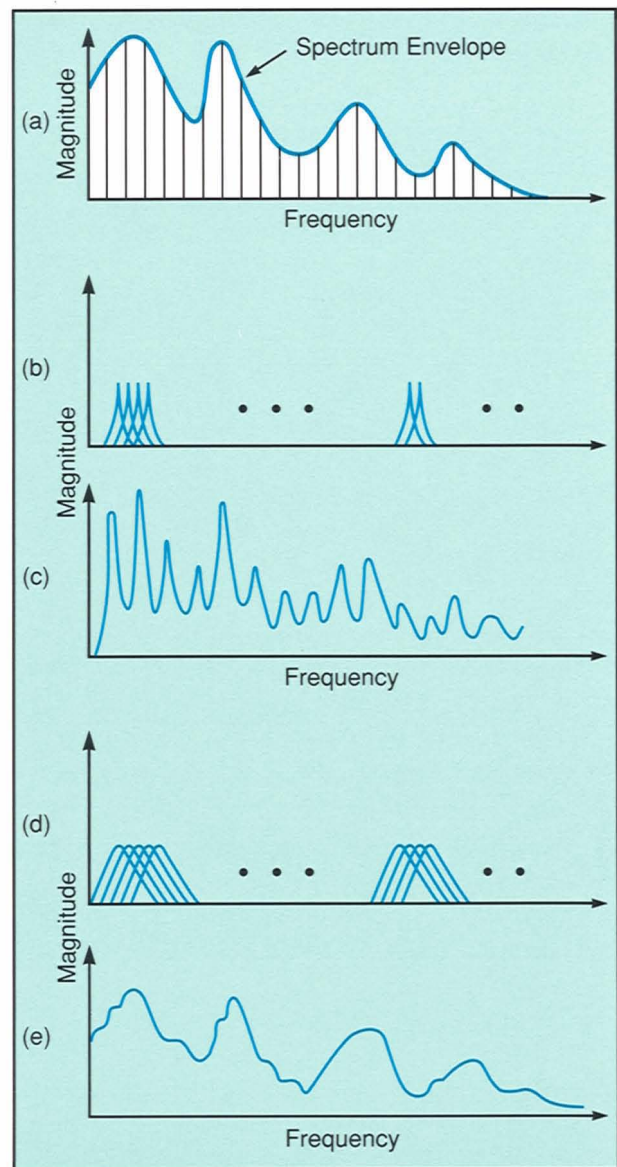 Spectrum Envelope
(a)
Magnitude
Frequency
(b)
Magnitude
(c)
Frequency
(d)
Magnitude
(e)
Frequency